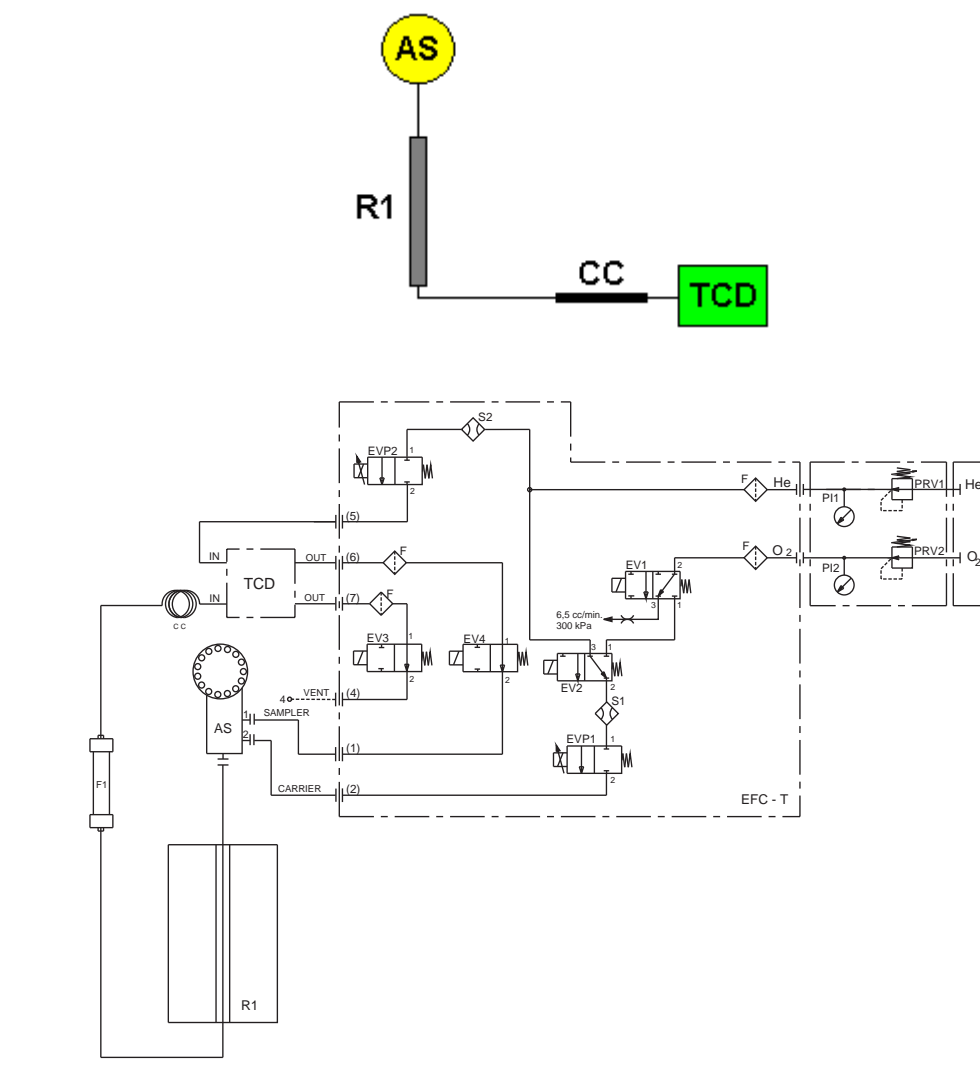 AS
R1
CC
TCD
S2
EVP2
1
2
(5)
F
He
PI1
PRV1
He
IN
OUT
(6)
F
TCD
F
O2
PI2
PRV2
O2
EV1
2
3
1
IN
OUT
(7)
F
CC
6,5 cc/min.
300 kPa
EV3
1
2
EV4
1
2
3
1
EV2
2
4
VENT
(4)
S1
AS
1
SAMPLER
2
(1)
EVP1
1
2
CARRIER
(2)
EFC - T
F1
R1